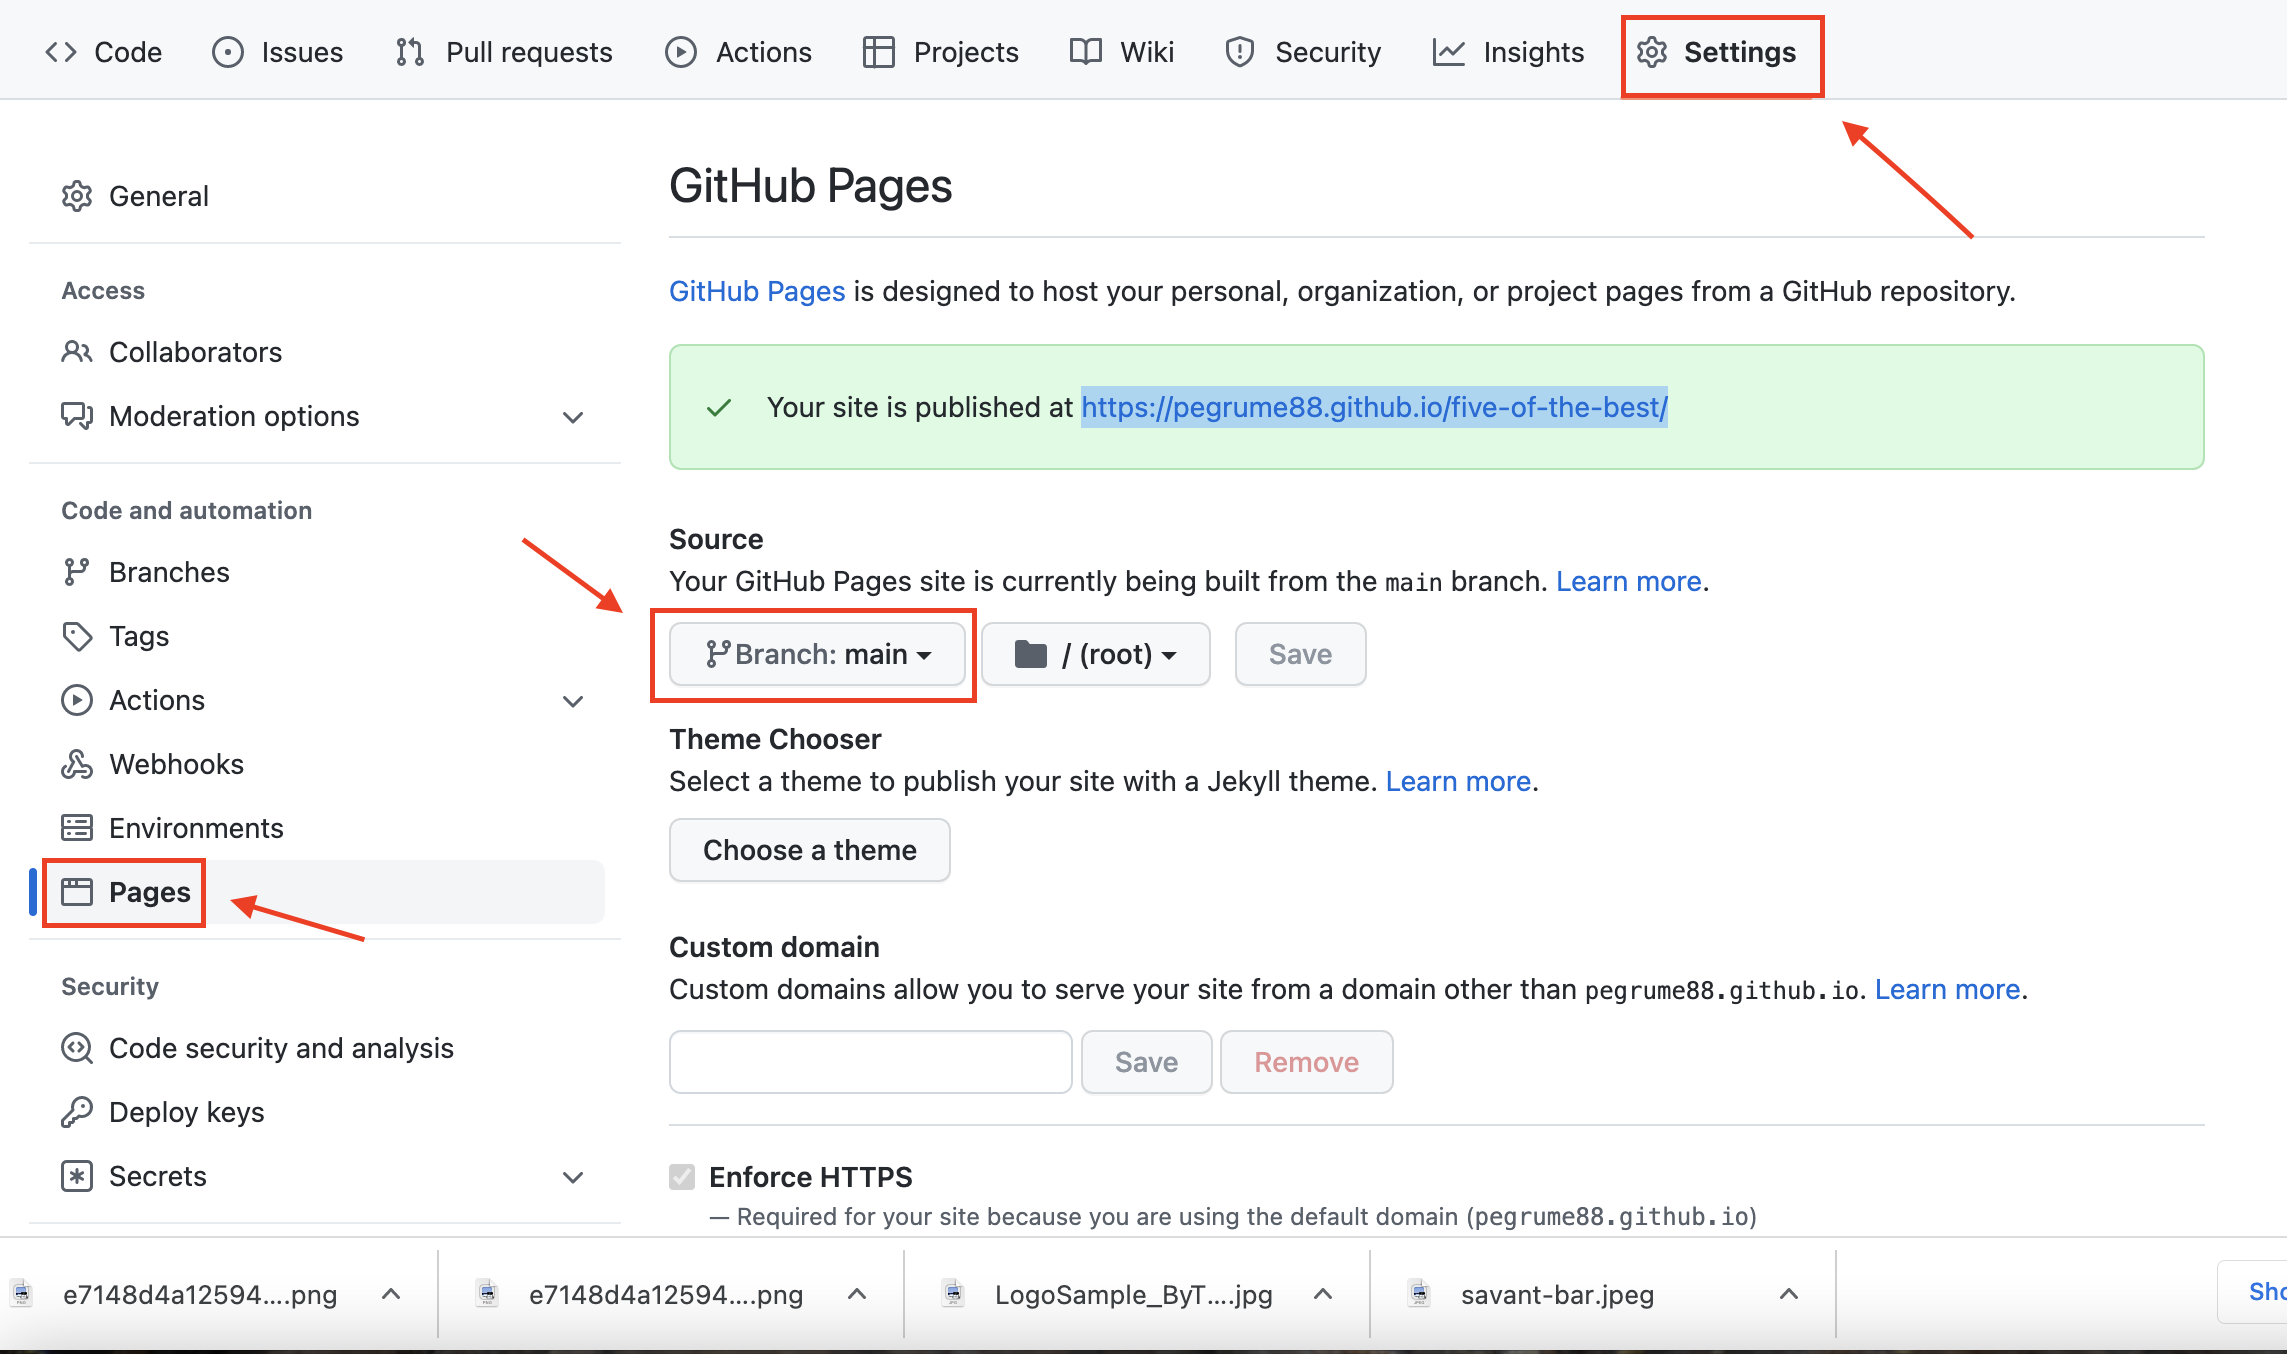 Code Issues Pull requests Actions Projects Wiki Security Insights Settings
General
Access
Collaborators
Moderation options
Code and automation
Branches
Tags
Actions
Webhooks
Environments
Pages
Security
Code security and analysis
Deploy keys
Secrets
GitHub Pages
GitHub Pages is designed to host your personal, organization, or project pages from a GitHub repository.
Your site is published at https://pegrume88.github.io/five-of-the-best/
Source
Your GitHub Pages site is currently being built from the main branch. Learn more.
Branch: main / (root) Save
Theme Chooser
Select a theme to publish your site with a Jekyll theme. Learn more.
Choose a theme
Custom domain
Custom domains allow you to serve your site from a domain other than pegrume88.github.io. Learn more.
Save Remove
Enforce HTTPS
— Required for your site because you are using the default domain (pegrume88.github.io)
e7148d4a12594....png e7148d4a12594....png LogoSample_ByT....jpg savant-bar.jpeg